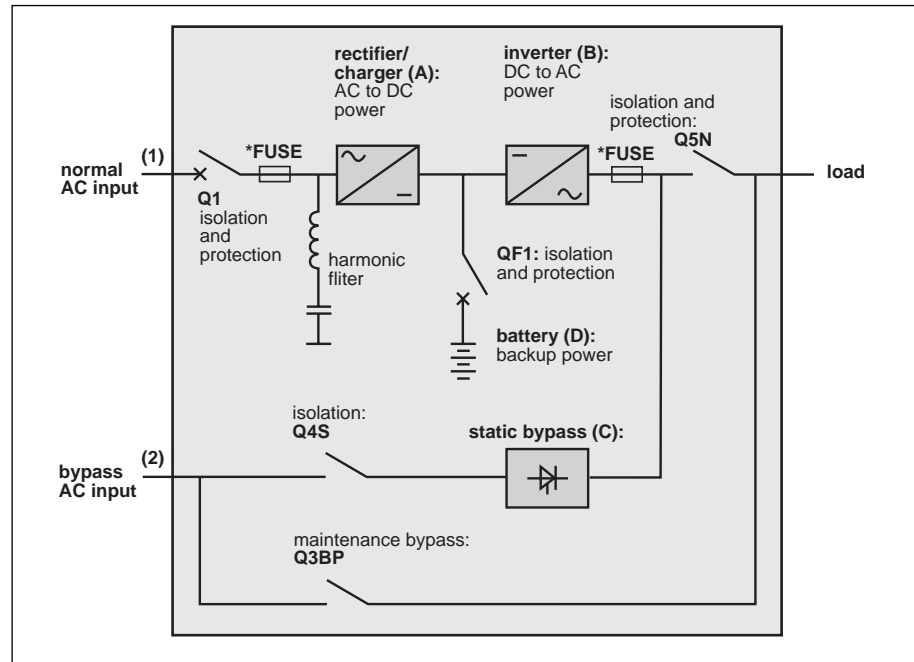 rectifier/
charger (A):
AC to DC
power
inverter (B):
DC to AC
power
isolation and
protection:
Q5N
(1)
normal
AC input
*FUSE
*FUSE
load
Q1
isolation
and
protection
harmonic
fliter
QF1: isolation
and protection
battery (D):
backup power
isolation:
Q4S
static bypass (C):
(2)
bypass
AC input
maintenance bypass:
Q3BP